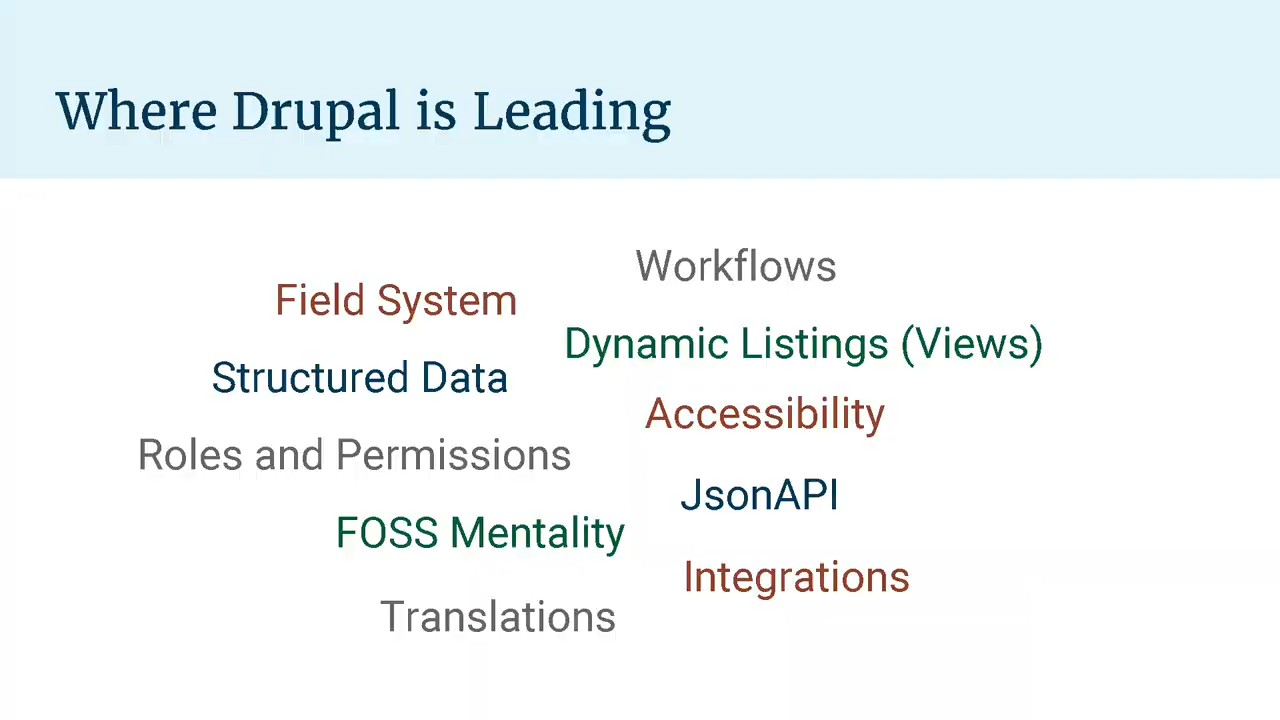 Where Drupal is Leading
Workflows
Field System
Dynamic Listings (Views)
Structured Data
Accessibility
Roles and Permissions
JsonAPI
FOSS Mentality
Integrations
Translations